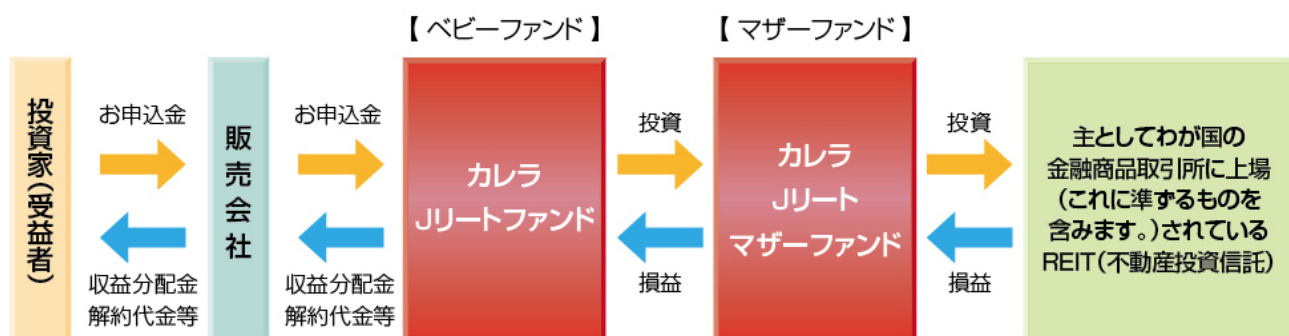 【 ベビーファンド 】
【 マザーファンド 】
投資家(受益者)
お申込金
収益分配金
解約代金等
販売会社
お申込金
収益分配金
解約代金等
カレラ
Jリートファンド
投資
損益
カレラ
Jリート
マザーファンド
投資
損益
主としてわが国の
金融商品取引所に上場
(これに準ずるものを
含みます。)されている
REIT(不動産投資信託)